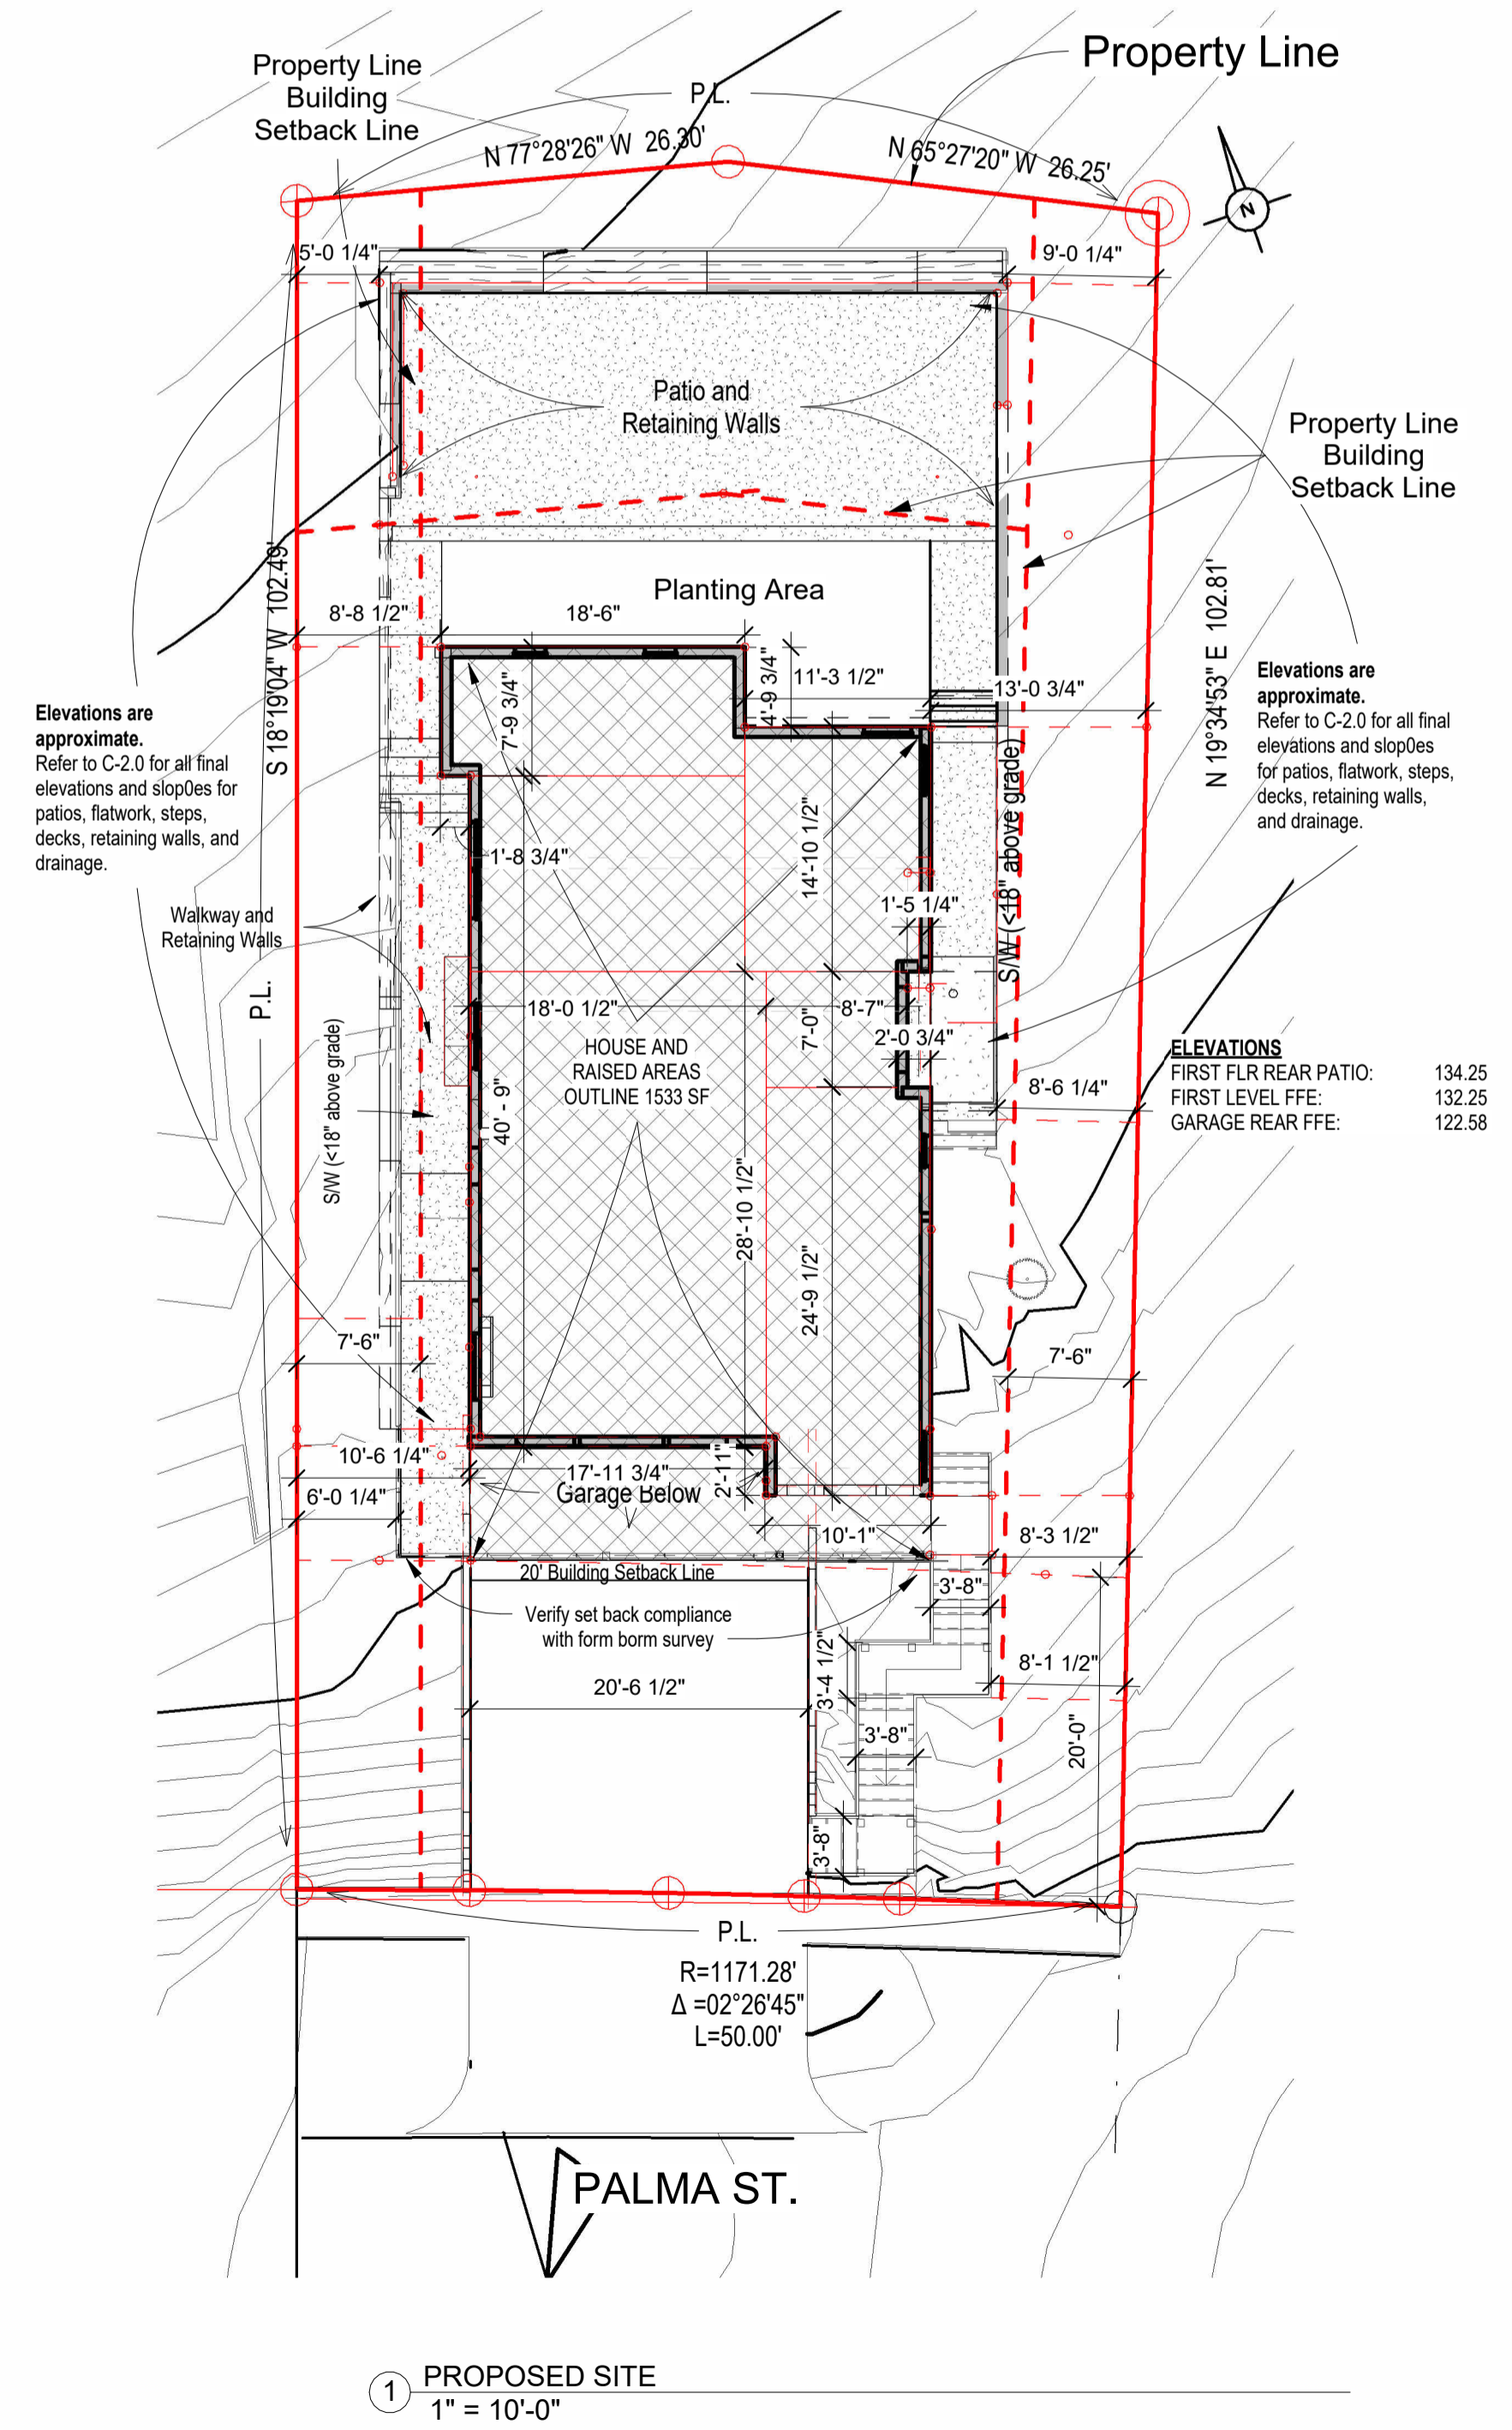 Property Line
Property Line
Building
Setback Line
P.L.
N 77°28'26" W 26.30'
N 65°27'20" W 26.25'
N
5'-0 1/4"
9'-0 1/4"
Patio and
Retaining Walls
Property Line
Building
Setback Line
S 18°19'04" W 102.49'
N 19°34'53" E 102.81'
Planting Area
8'-8 1/2"
18'-6"
4'-9 3/4"
11'-3 1/2"
13'-0 3/4"
7'-9 3/4"
Elevations are
approximate.
Refer to C-2.0 for all final
elevations and slop0es for
patios, flatwork, steps,
decks, retaining walls, and
drainage.
Elevations are
approximate.
Refer to C-2.0 for all final
elevations and slop0es
for patios, flatwork, steps,
decks, retaining walls,
and drainage.
S/W (<18" above grade)
14'-10 1/2"
1'-8 3/4"
1'-5 1/4"
Walkway and
Retaining Walls
P.L.
18'-0 1/2"
8'-7"
7'-0"
2'-0 3/4"
HOUSE AND
RAISED AREAS
OUTLINE 1533 SF
S/W (<18" above grade)
40' - 9"
8'-6 1/4"
ELEVATIONS
FIRST FLR REAR PATIO: 134.25
FIRST LEVEL FFE: 132.25
GARAGE REAR FFE: 122.58
28'-10 1/2"
24'-9 1/2"
7'-6"
7'-6"
10'-6 1/4"
17'-11 3/4"
2'-11"
Garage Below
6'-0 1/4"
10'-1"
8'-3 1/2"
20' Building Setback Line
3'-8"
Verify set back compliance
with form borm survey
3'-4 1/2"
8'-1 1/2"
20'-6 1/2"
3'-8"
20'-0"
3'-8"
P.L.
R=1171.28'
Δ =02°26'45"
L=50.00'
PALMA ST.
1 PROPOSED SITE
1" = 10'-0"